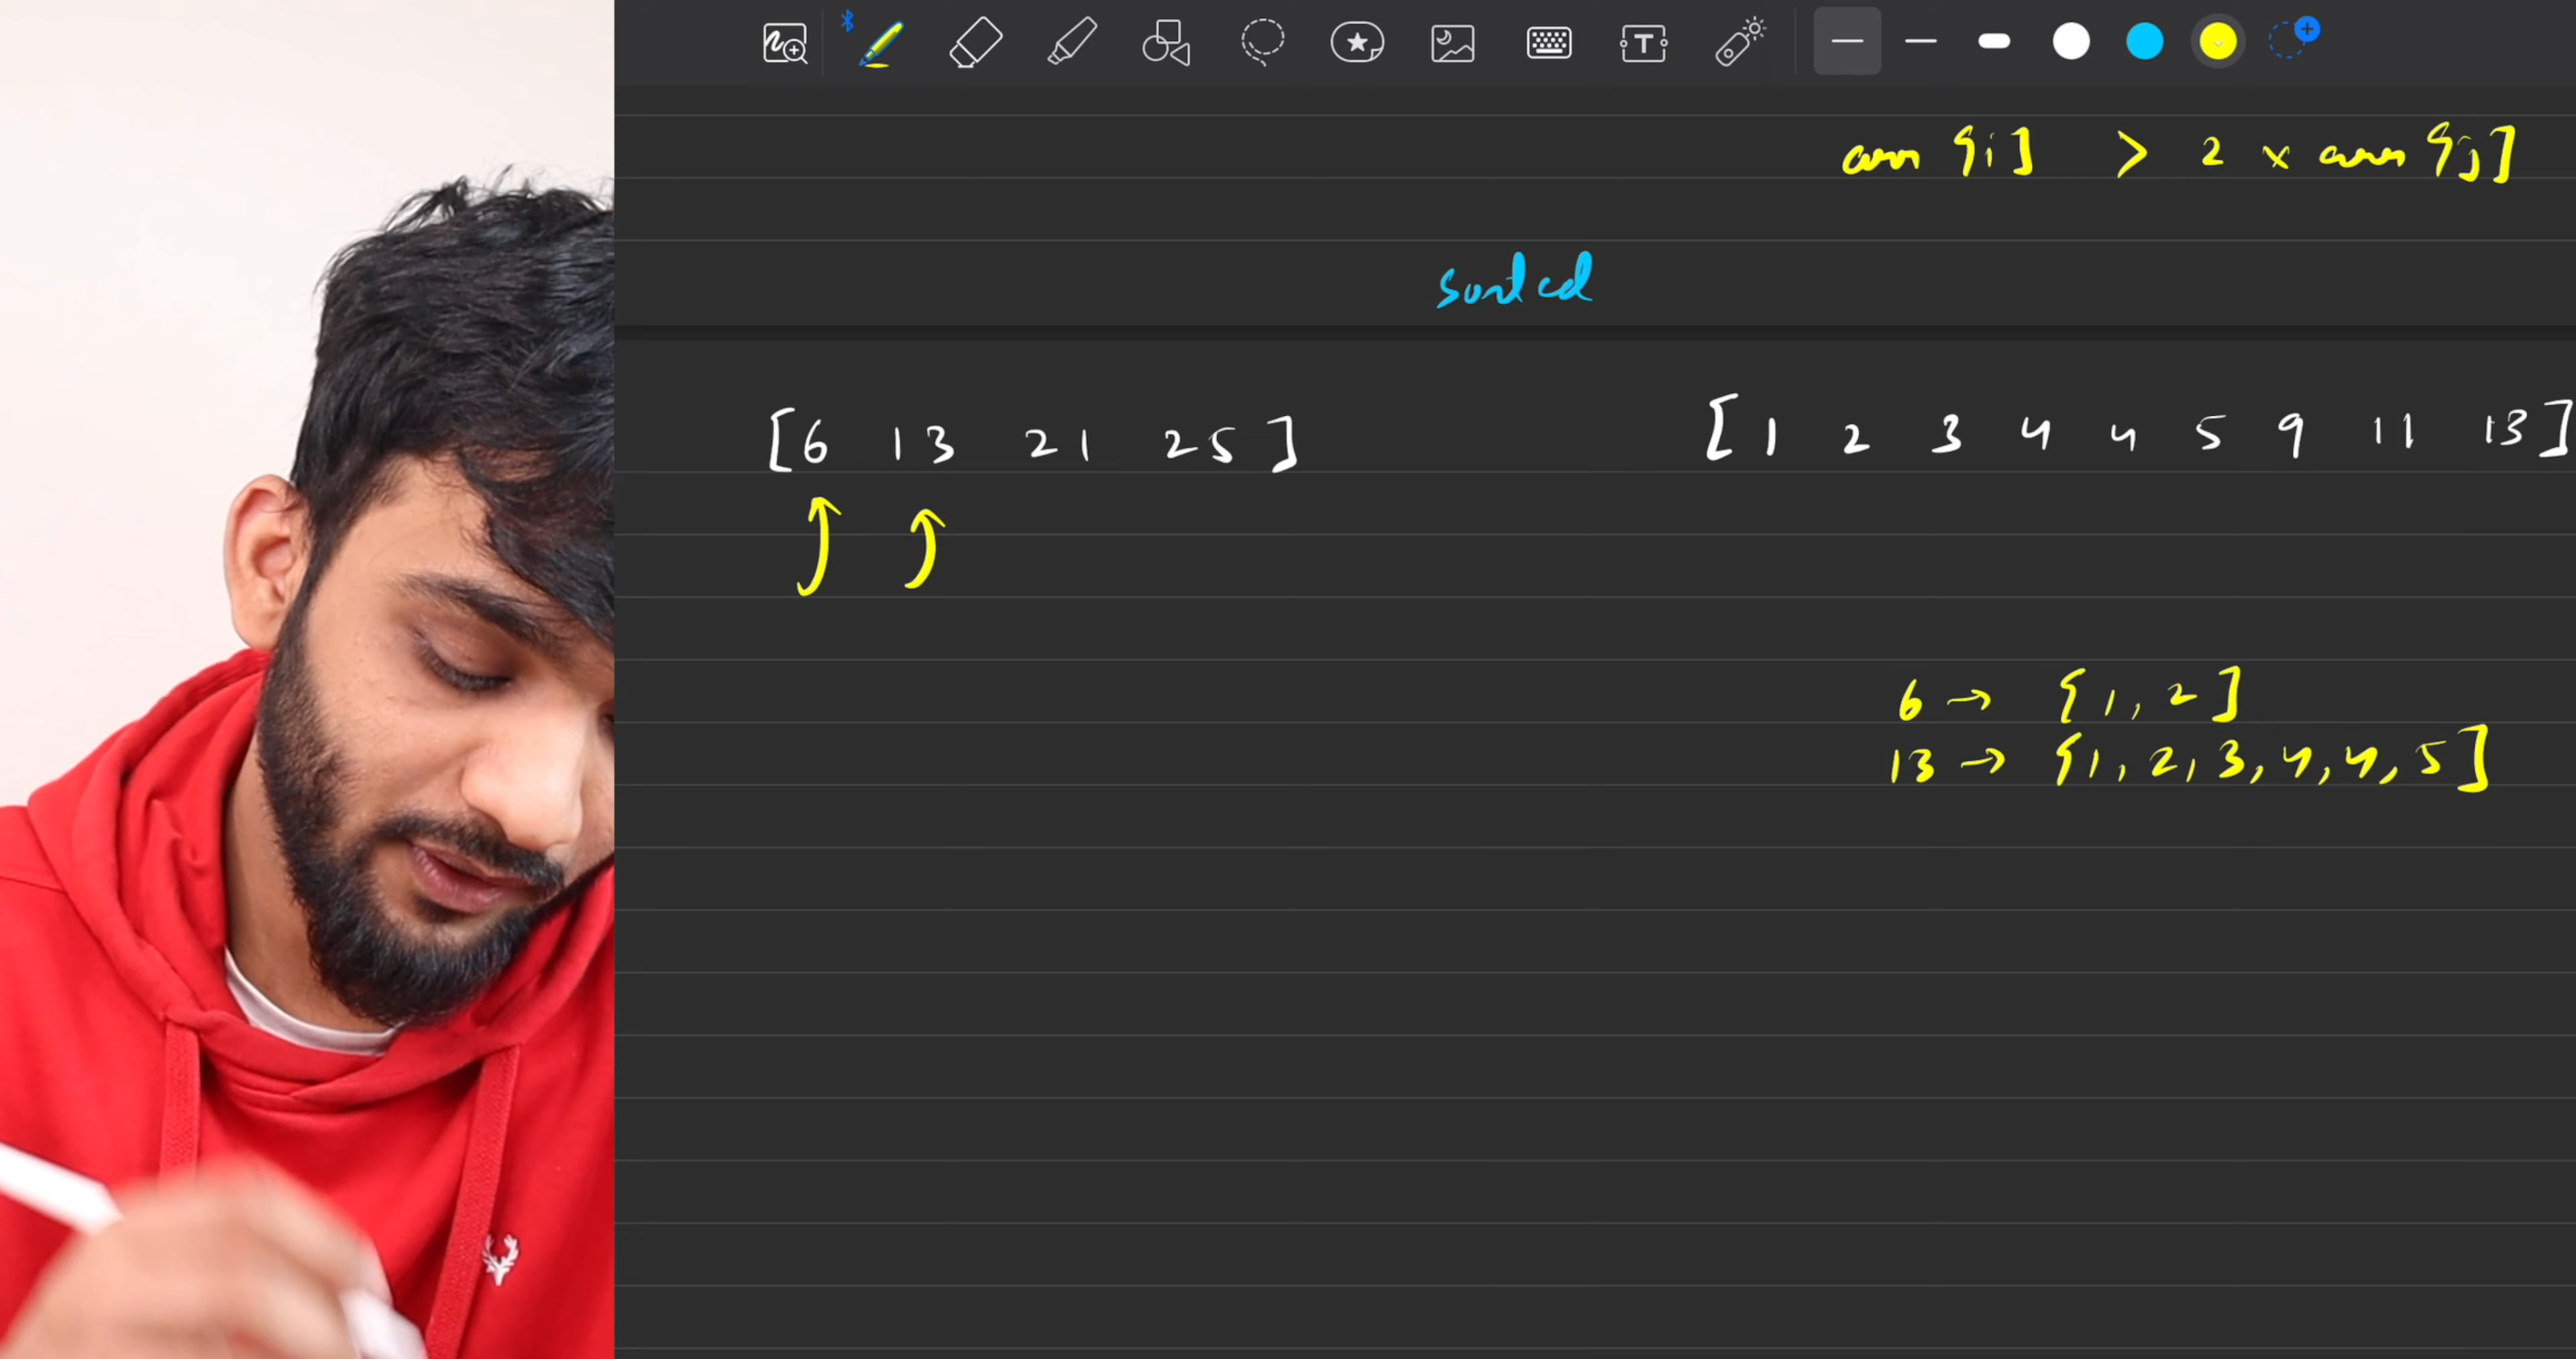 arr[i] > 2 x arr[j]
sorted
[6 13 21 25] [1 2 3 4 4 5 9 11 13]
6 → [1, 2]
13 → [1, 2, 3, 4, 4, 5]